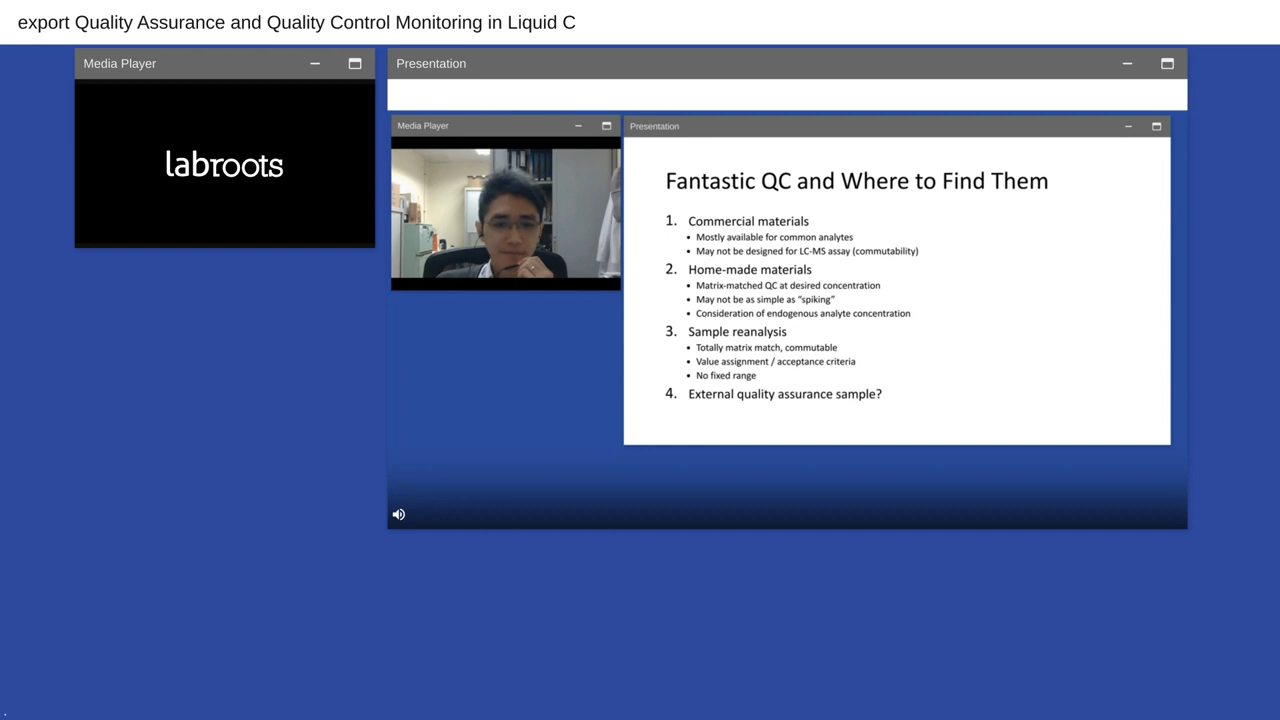 export Quality Assurance and Quality Control Monitoring in Liquid C
Media Player
Presentation
labroots
Media Player
Presentation
Fantastic QC and Where to Find Them
1. Commercial materials
• Mostly available for common analytes
• May not be designed for LC-MS assay (commutability)
2. Home-made materials
• Matrix-matched QC at desired concentration
• May not be as simple as “spiking”
• Consideration of endogenous analyte concentration
3. Sample reanalysis
• Totally matrix match, commutable
• Value assignment / acceptance criteria
• No fixed range
4. External quality assurance sample?